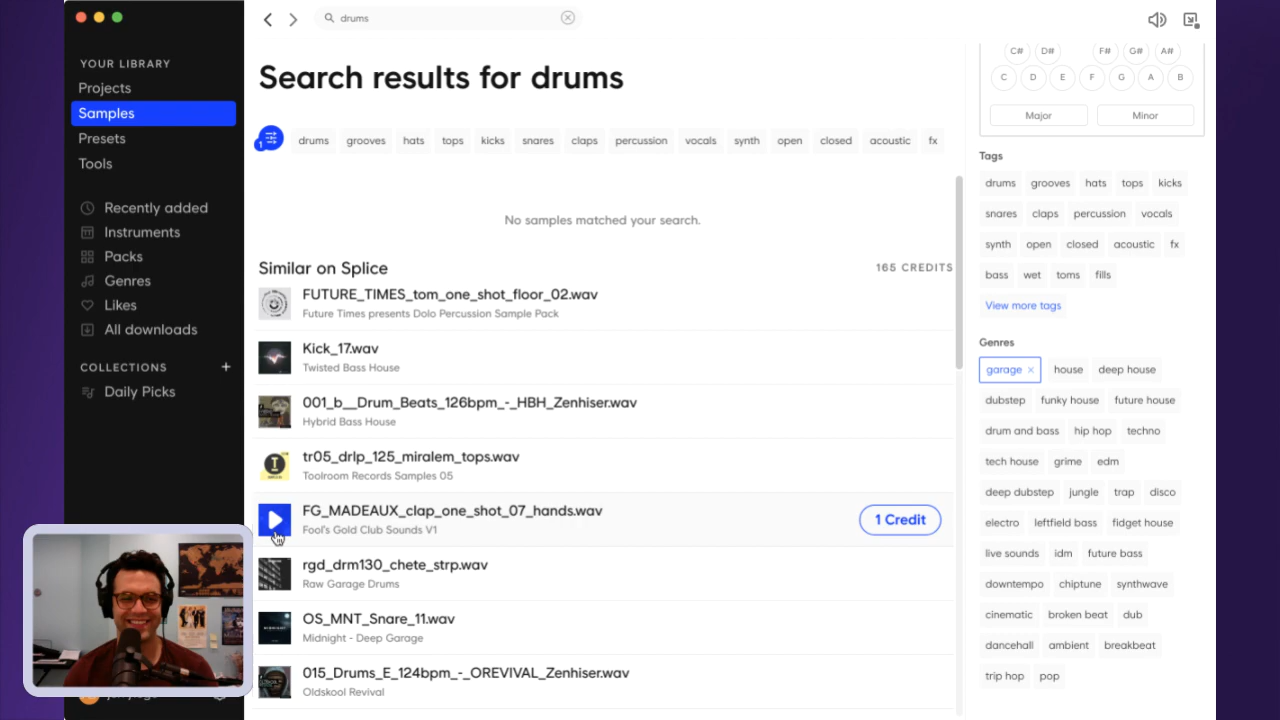 drums
YOUR LIBRARY
Projects
Samples
Presets
Tools
Recently added
Instruments
Packs
Genres
Likes
All downloads
COLLECTIONS +
Daily Picks
Search results for drums
1
drums grooves hats tops kicks snares claps percussion vocals synth open closed acoustic fx
No samples matched your search.
Similar on Splice
165 CREDITS
FUTURE_TIMES_tom_one_shot_floor_02.wav
Future Times presents Dolo Percussion Sample Pack
Kick_17.wav
Twisted Bass House
001_b__Drum_Beats_126bpm_-_HBH_Zenhiser.wav
Hybrid Bass House
tr05_drlp_125_miralem_tops.wav
Toolroom Records Samples 05
FG_MADEAUX_clap_one_shot_07_hands.wav
Fool's Gold Club Sounds V1
1 Credit
rgd_drm130_chete_strp.wav
Raw Garage Drums
OS_MNT_Snare_11.wav
Midnight - Deep Garage
015_Drums_E_124bpm_-_OREVIVAL_Zenhiser.wav
Oldskool Revival
C# D# F# G# A#
C D E F G A B
Major Minor
Tags
drums grooves hats tops kicks
snares claps percussion vocals
synth open closed acoustic fx
bass wet toms fills
View more tags
Genres
garage × house deep house
dubstep funky house future house
drum and bass hip hop techno
tech house grime edm
deep dubstep jungle trap disco
electro leftfield bass fidget house
live sounds idm future bass
downtempo chiptune synthwave
cinematic broken beat dub
dancehall ambient breakbeat
trip hop pop